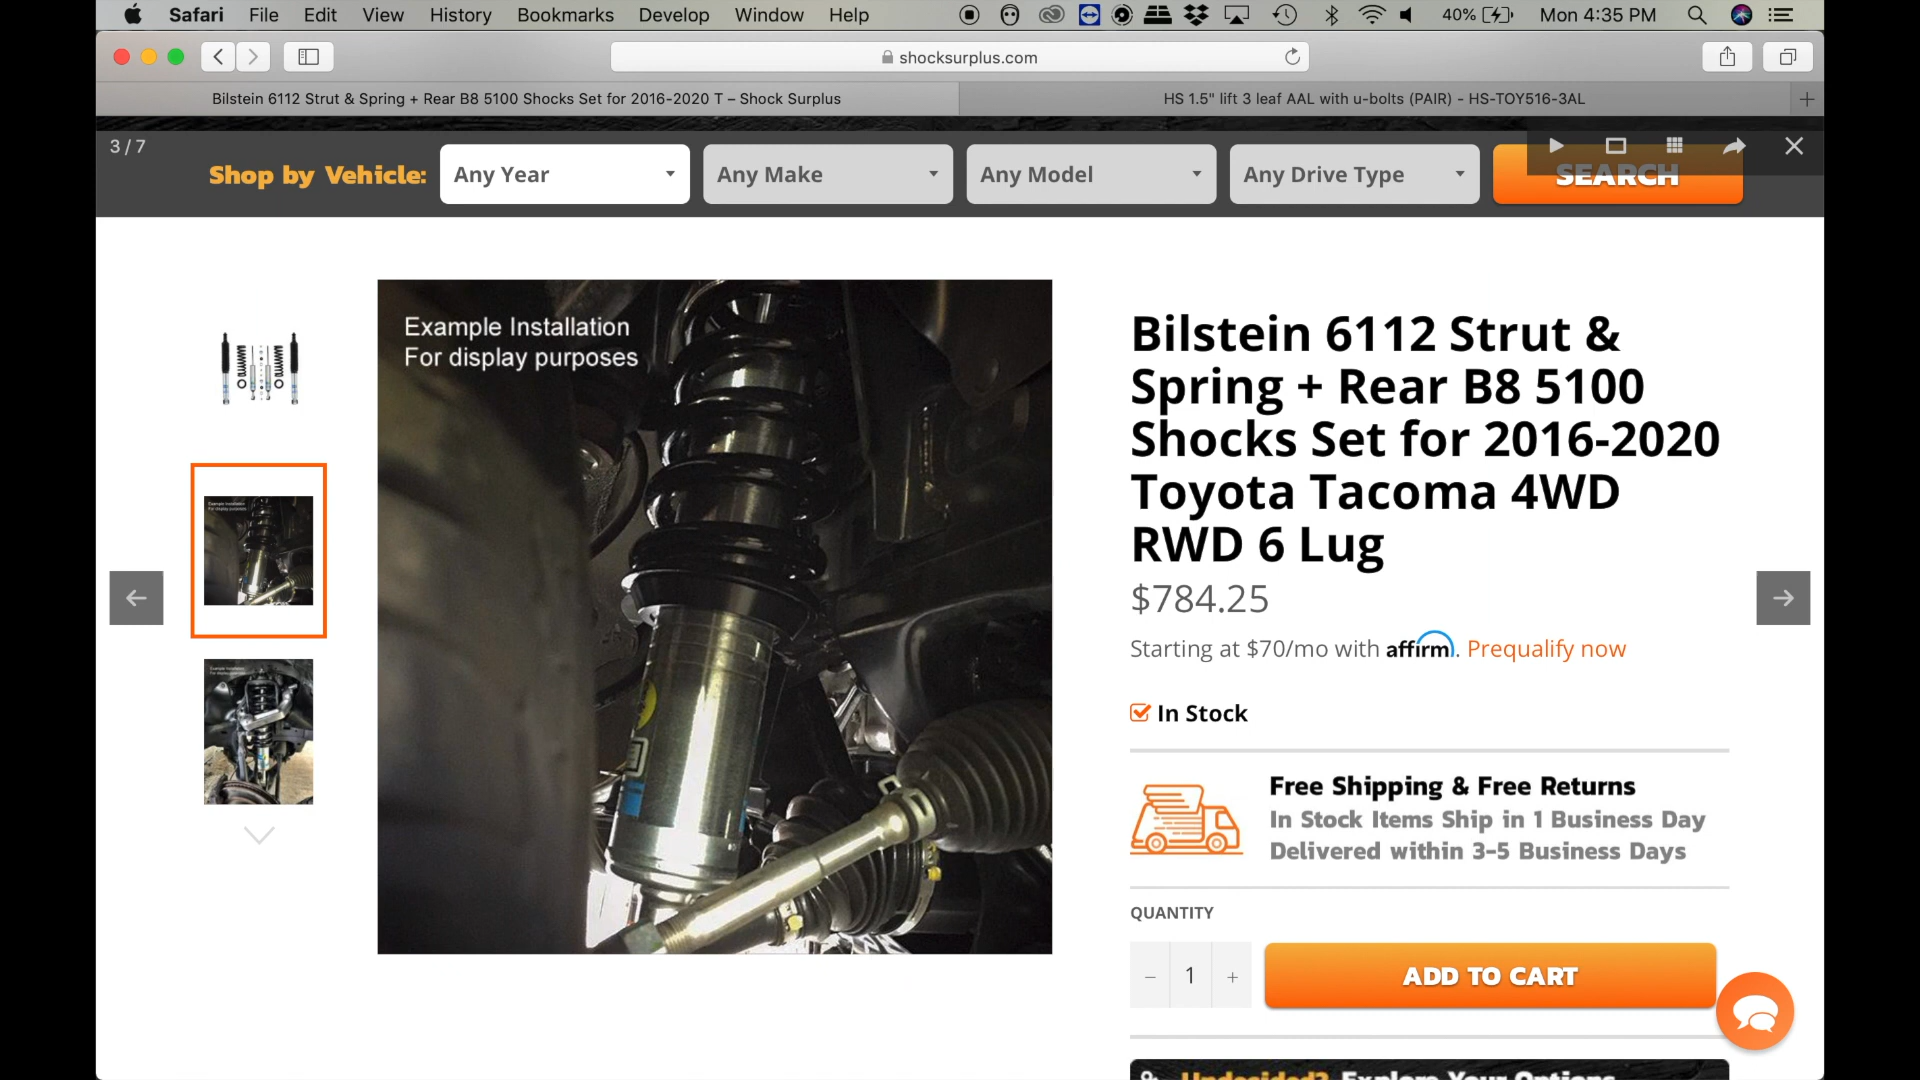 Safari File Edit View History Bookmarks Develop Window Help 40% Mon 4:35 PM
shocksurplus.com
Bilstein 6112 Strut & Spring + Rear B8 5100 Shocks Set for 2016-2020 T – Shock Surplus
HS 1.5" lift 3 leaf AAL with u-bolts (PAIR) - HS-TOY516-3AL
3 / 7
Shop by Vehicle: Any Year Any Make Any Model Any Drive Type SEARCH
Example Installation
For display purposes
Bilstein 6112 Strut &
Spring + Rear B8 5100
Shocks Set for 2016-2020
Toyota Tacoma 4WD
RWD 6 Lug
$784.25
Starting at $70/mo with affirm. Prequalify now
In Stock
Free Shipping & Free Returns
In Stock Items Ship in 1 Business Day
Delivered within 3-5 Business Days
QUANTITY
− 1 + ADD TO CART
Undecided? Explore Your Options